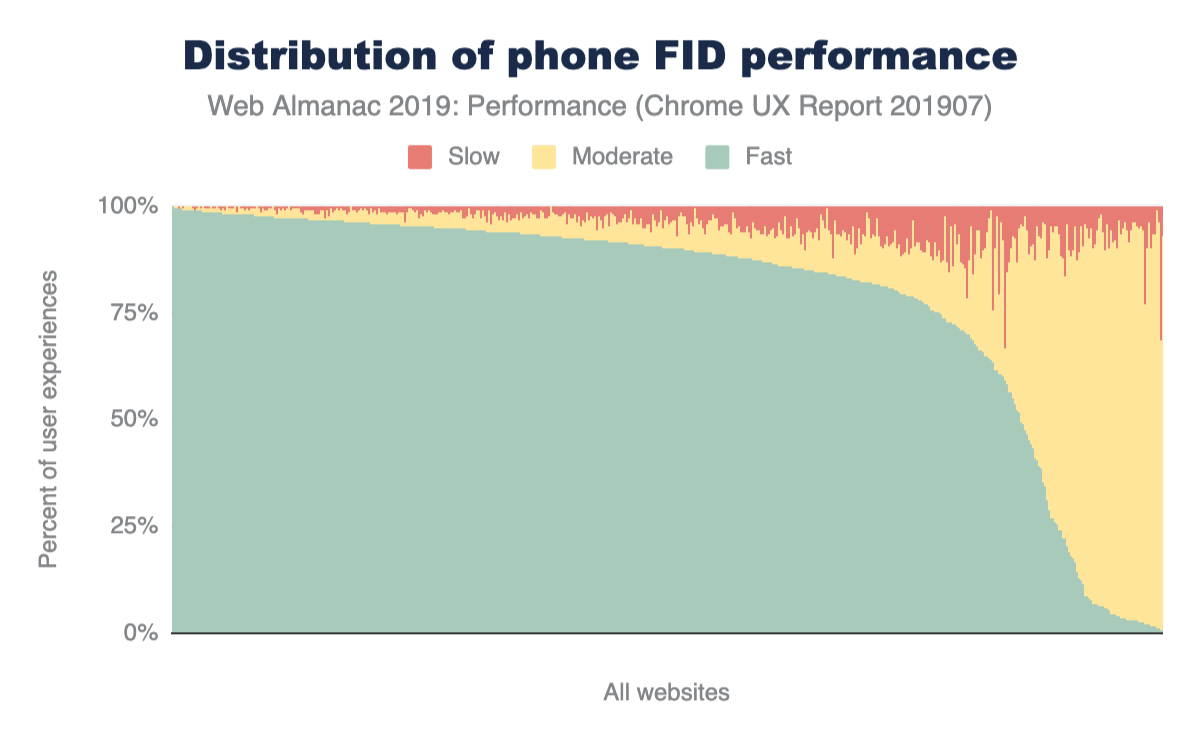 Distribution of phone FID performance
Web Almanac 2019: Performance (Chrome UX Report 201907)
Slow Moderate Fast
100%
75%
50%
25%
0%
Percent of user experiences
All websites